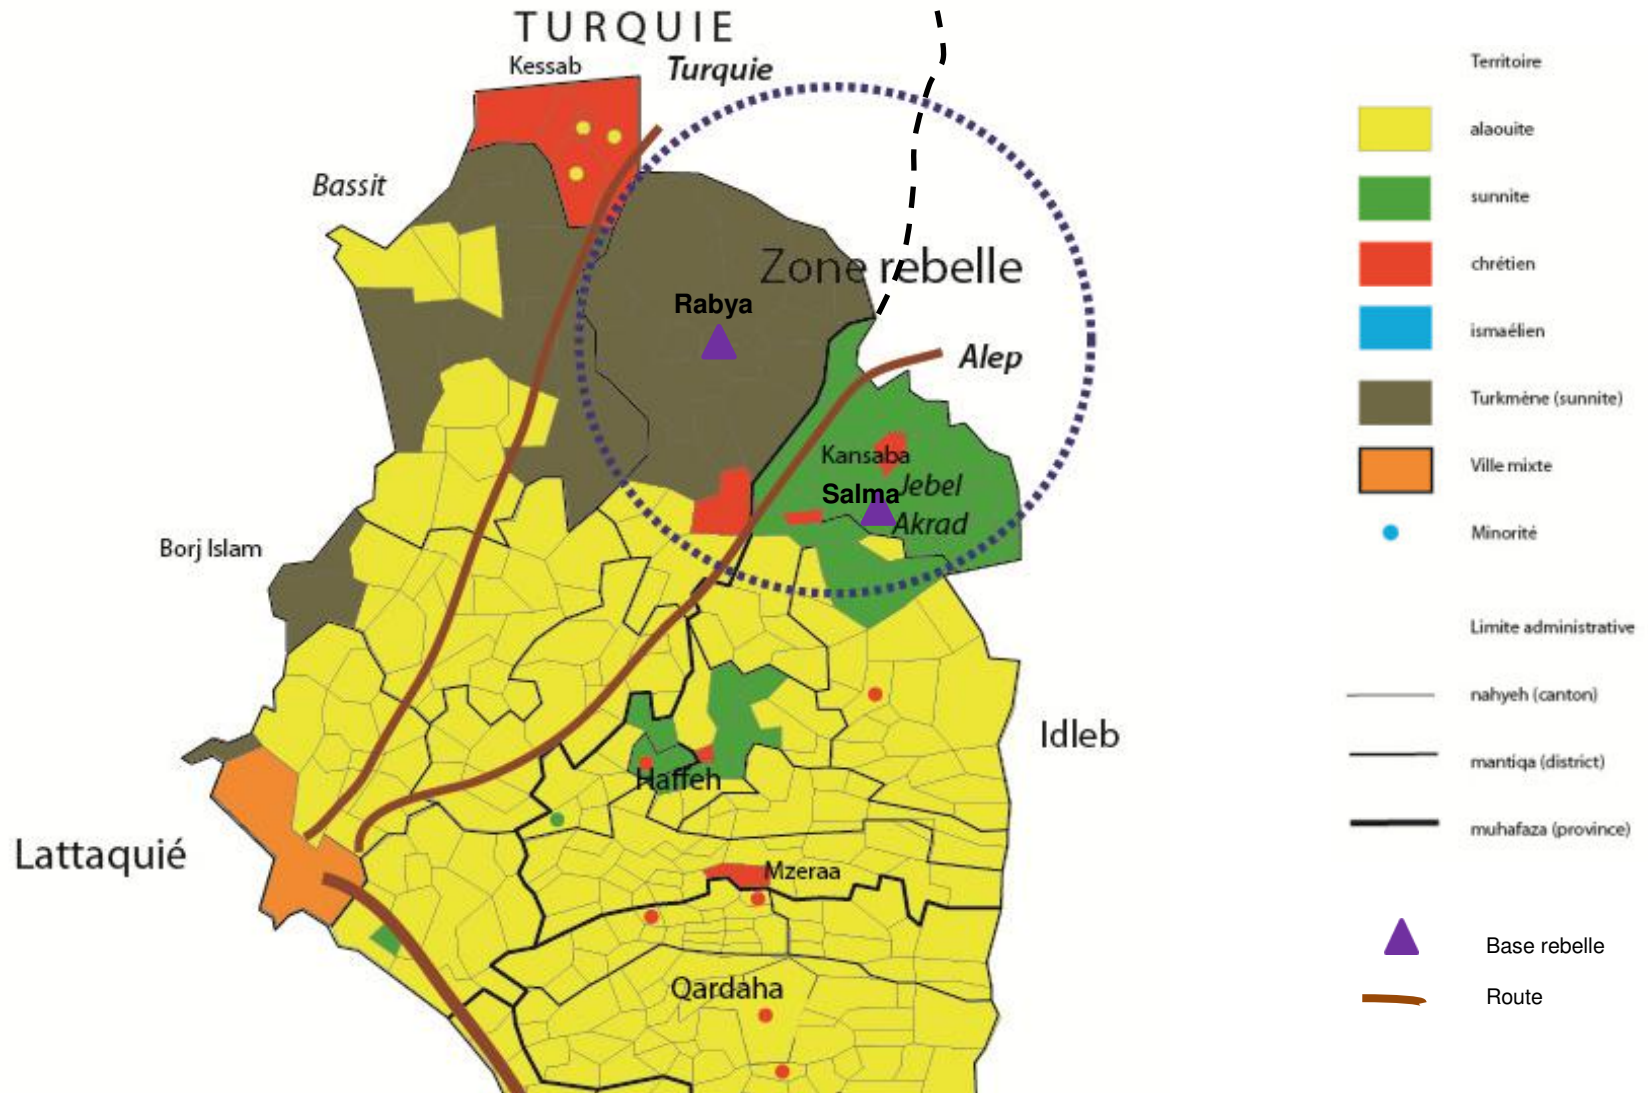 TURQUIE
Kessab
Turquie
Bassit
Zone rebelle
Rabya
Alep
Kansaba
Salma
Jebel
Akrad
Borj Islam
Idleb
Haffeh
Lattaquié
Mzeraa
Qardaha
Territoire
alaouite
sunnite
chrétien
ismaélien
Turkmène (sunnite)
Ville mixte
Minorité
Limite administrative
nahyeh (canton)
mantiqa (district)
muhafaza (province)
Base rebelle
Route